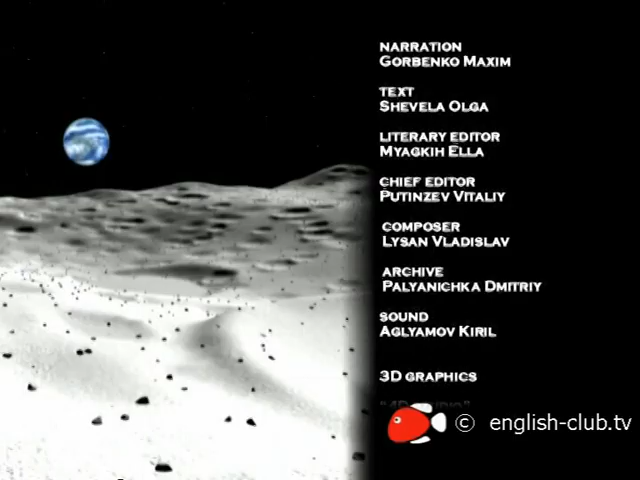 NARRATION
GORBENKO MAXIM
TEXT
SHEVELA OLGA
LITERARY EDITOR
MYAGKIH ELLA
CHIEF EDITOR
PUTINZEV VITALIY
COMPOSER
LYSAN VLADISLAV
ARCHIVE
PALYANICHKA DMITRIY
SOUND
AGLYAMOV KIRIL
3D GRAPHICS
© english-club.tv